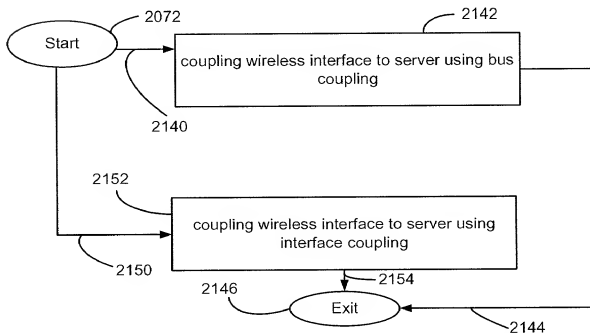 2072
2142
Start
coupling wireless interface to server using bus
coupling
2140
2152
coupling wireless interface to server using
interface coupling
2150
2154
2146
Exit
2144